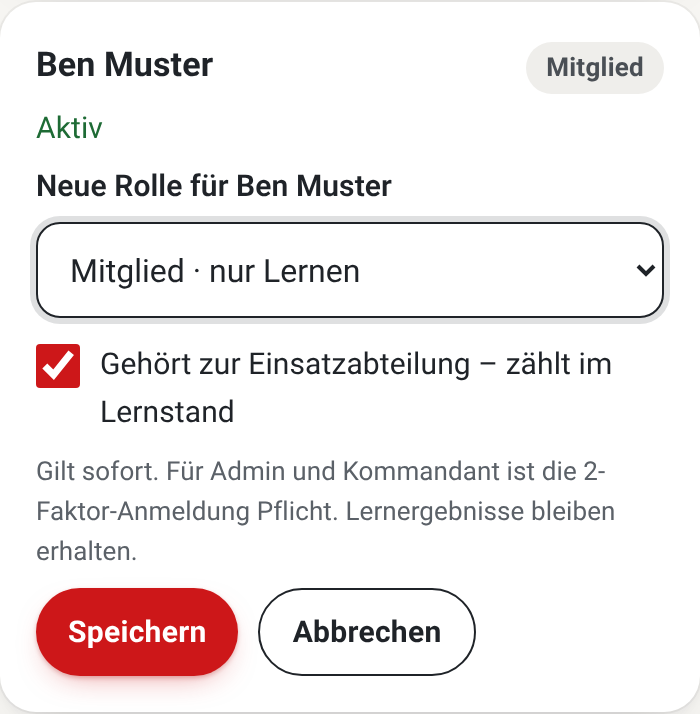 Ben Muster
Mitglied
Aktiv
Neue Rolle für Ben Muster
Mitglied · nur Lernen
Gehört zur Einsatzabteilung – zählt im
Lernstand
Gilt sofort. Für Admin und Kommandant ist die 2-
Faktor-Anmeldung Pflicht. Lernergebnisse bleiben
erhalten.
Speichern
Abbrechen